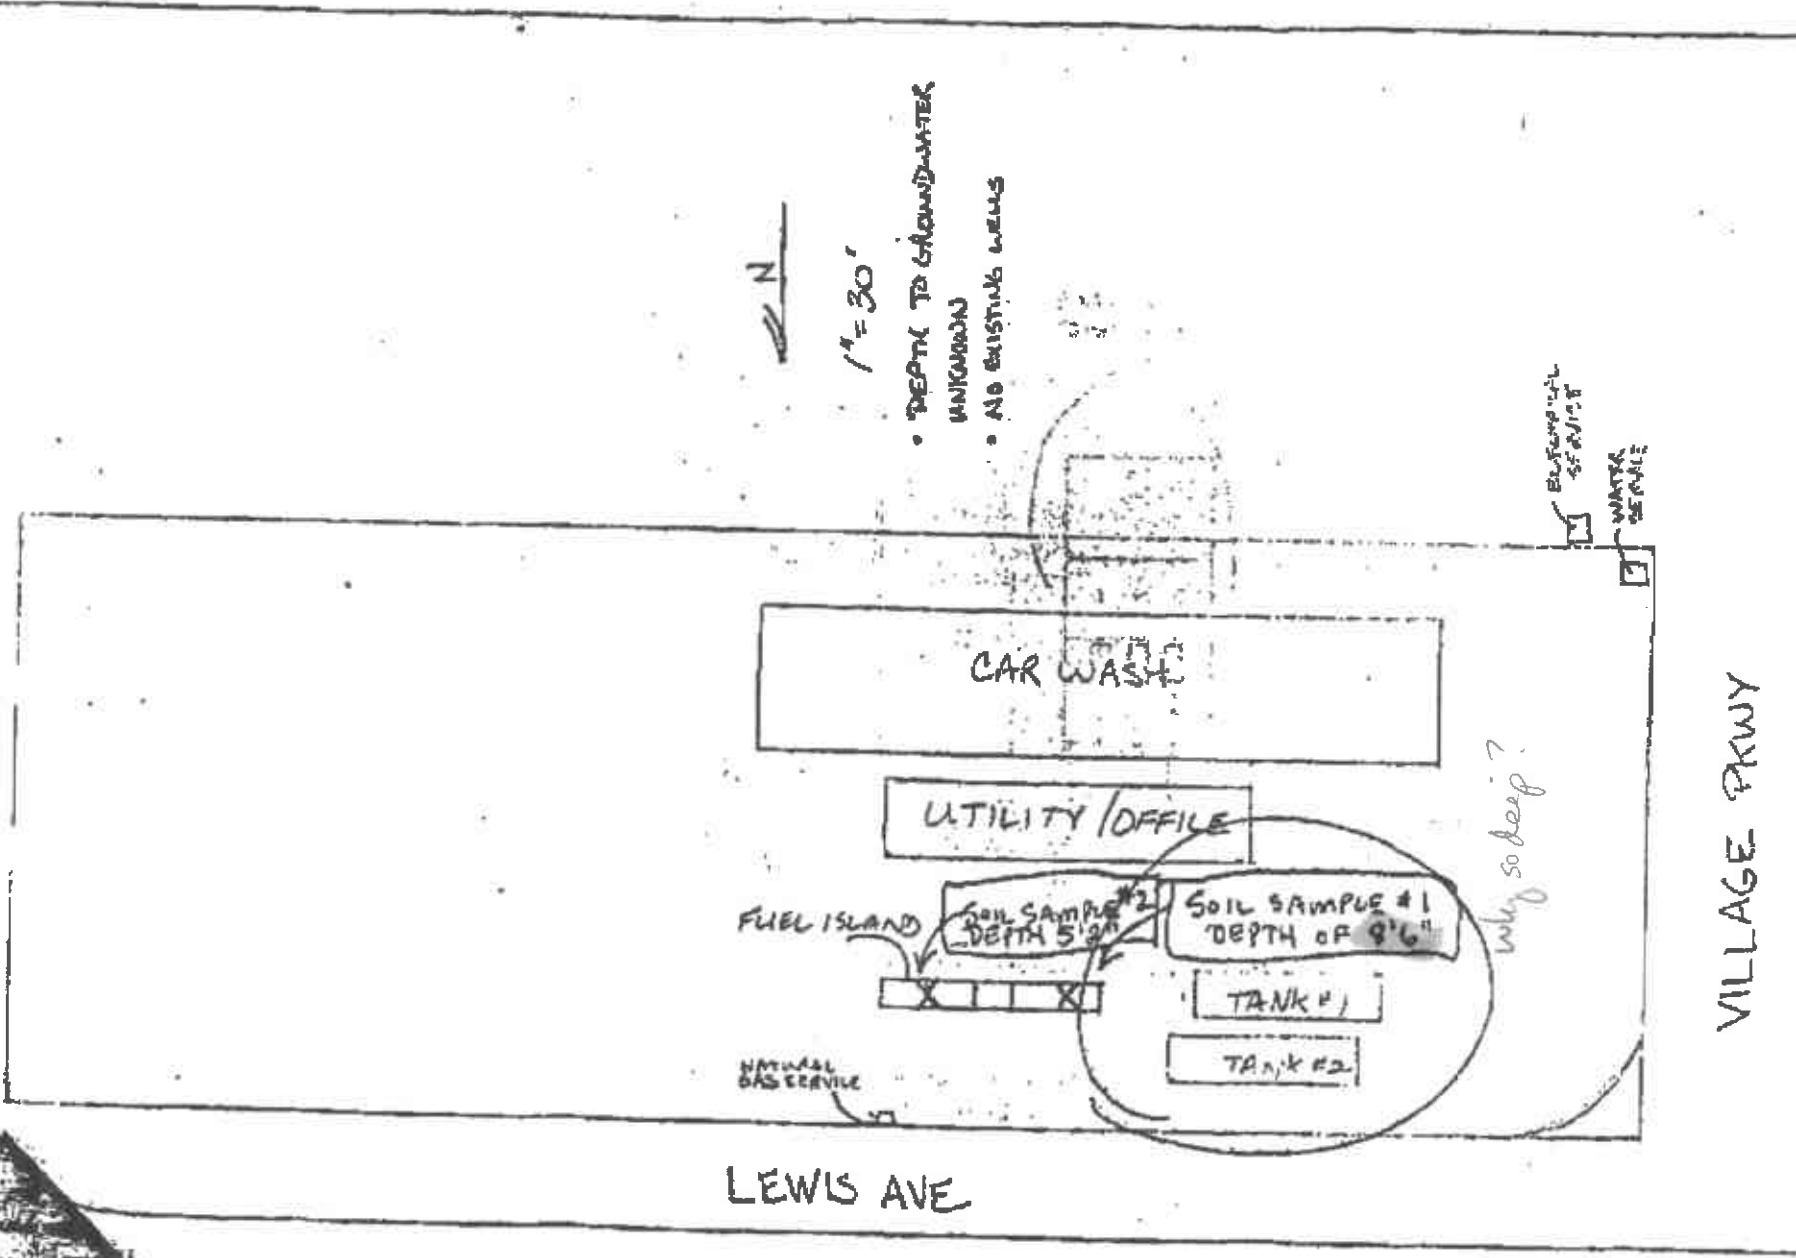 N
1"=30'
• DEPTH TO GROUNDWATER
UNKNOWN
• NO EXISTING WELLS
ELECTRICAL
SERVICE
WATER
SERVICE
CAR WASH
UTILITY/OFFICE
why so deep?
VILLAGE PKWY
FUEL ISLAND
SOIL SAMPLE #2
DEPTH 5'2"
SOIL SAMPLE #1
DEPTH OF 8'6"
TANK #1
TANK #2
NATURAL
GAS SERVICE
LEWIS AVE